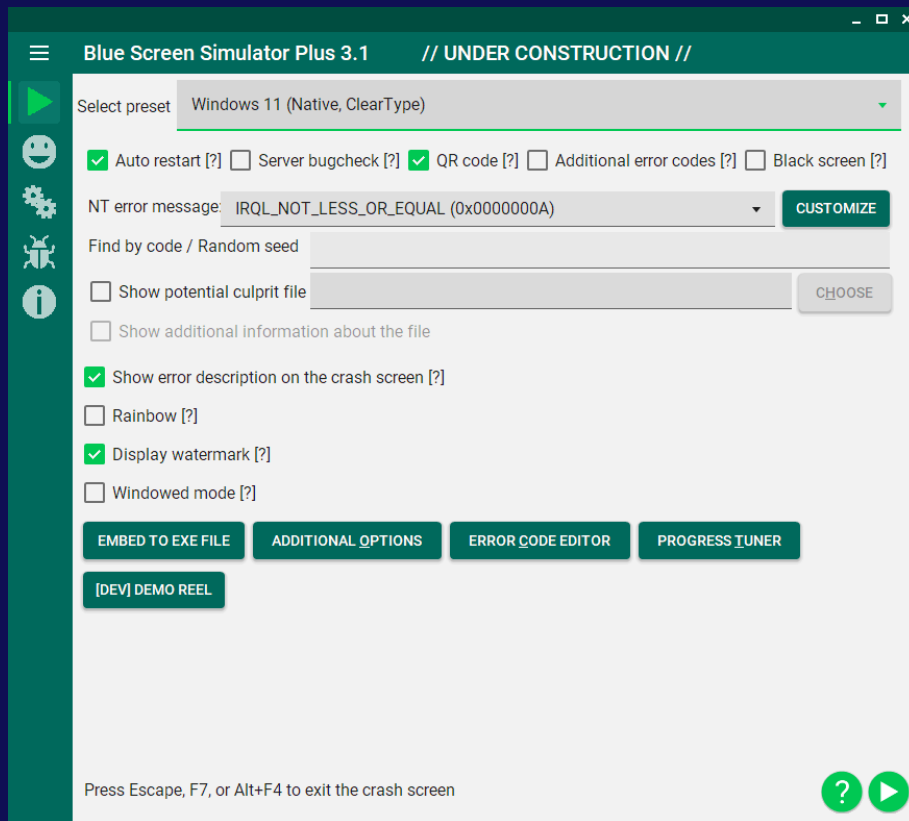 Blue Screen Simulator Plus 3.1 // UNDER CONSTRUCTION //
Select preset Windows 11 (Native, ClearType)
Auto restart [?] Server bugcheck [?] QR code [?] Additional error codes [?] Black screen [?]
NT error message: IRQL_NOT_LESS_OR_EQUAL (0x0000000A) CUSTOMIZE
Find by code / Random seed
Show potential culprit file CHOOSE
Show additional information about the file
Show error description on the crash screen [?]
Rainbow [?]
Display watermark [?]
Windowed mode [?]
EMBED TO EXE FILE ADDITIONAL OPTIONS ERROR CODE EDITOR PROGRESS TUNER
[DEV] DEMO REEL
Press Escape, F7, or Alt+F4 to exit the crash screen ?